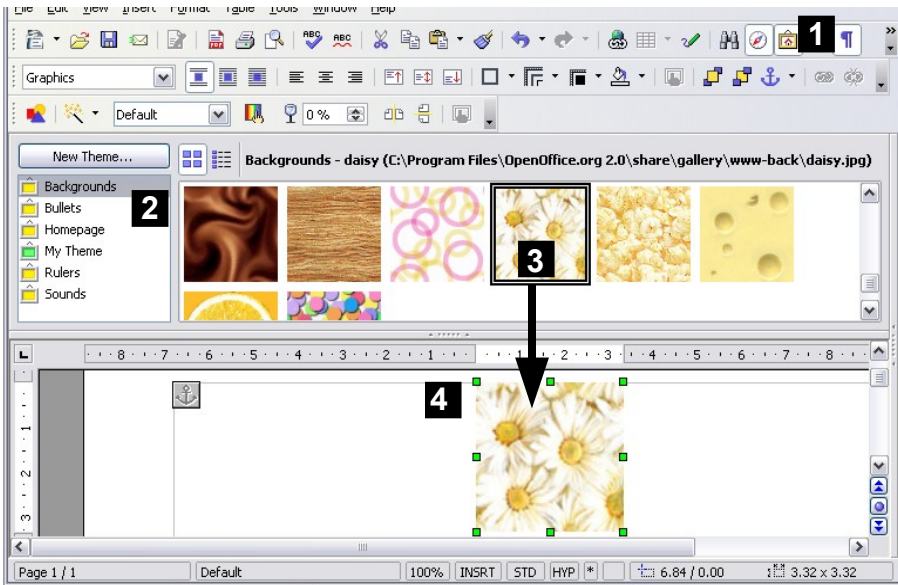 File Edit View Insert Format Table Tools Window Help
ABC ABC 1 ¶ »
Graphics
Default 0 %
New Theme... Backgrounds - daisy (C:\Program Files\OpenOffice.org 2.0\share\gallery\www-back\daisy.jpg)
Backgrounds
Bullets 2
Homepage
My Theme 3
Rulers
Sounds
8 7 6 5 4 3 2 1 1 2 3 4 5 6 7 8
4
1
2
3
Page 1 / 1 Default 100% INSRT STD HYP * 6.84 / 0.00 3.32 x 3.32